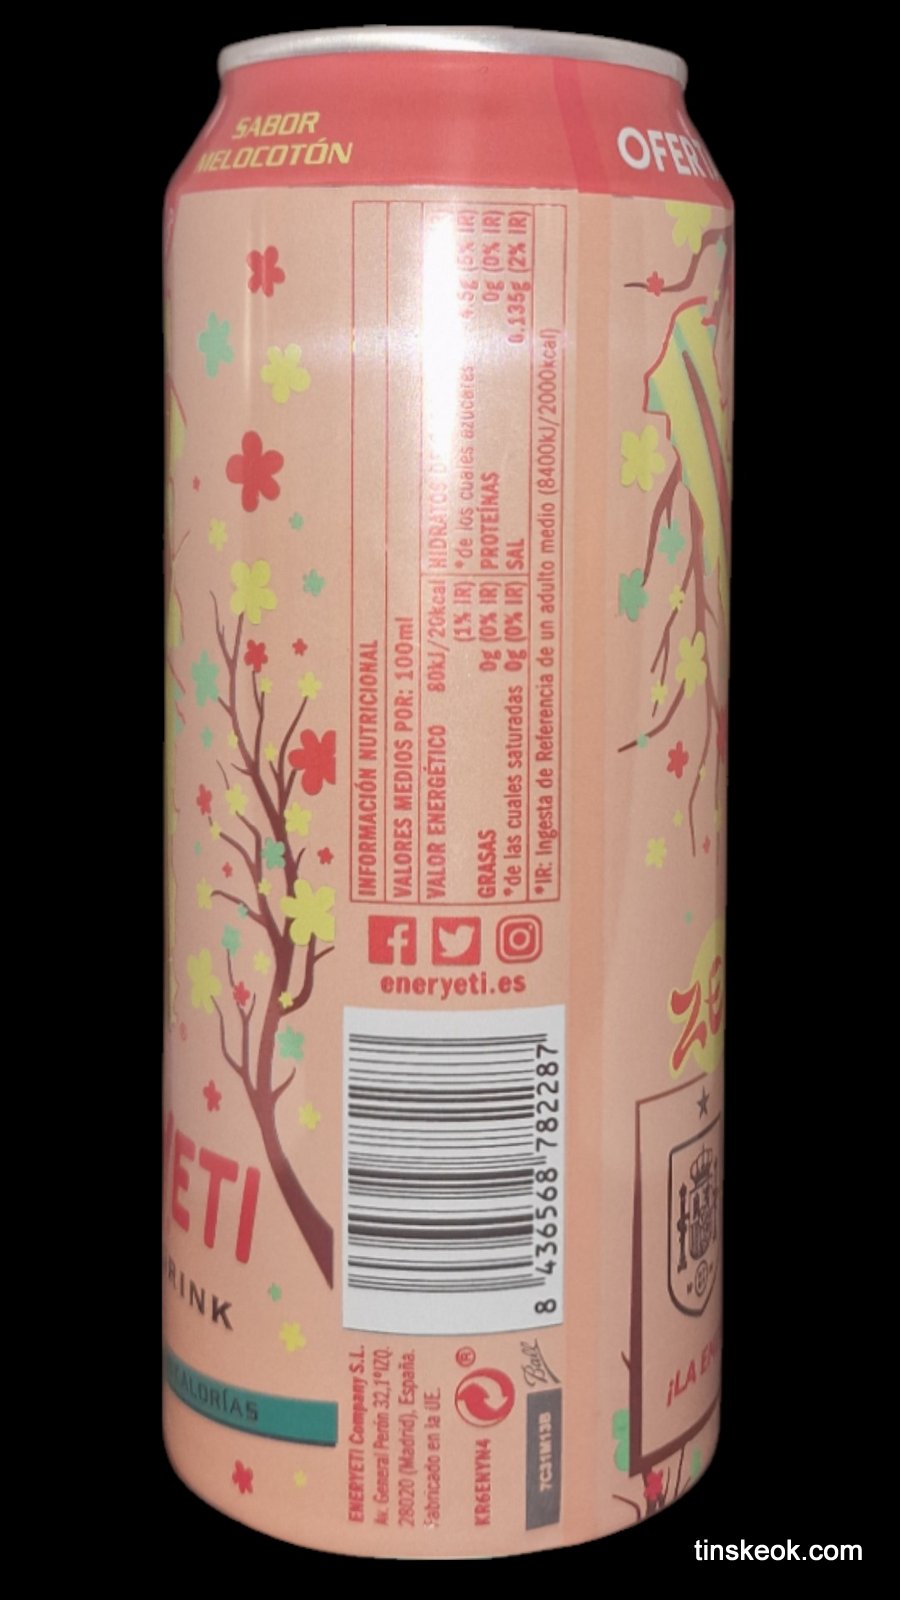 SABOR
MELOCOTÓN
INFORMACIÓN NUTRICIONAL
VALORES MEDIOS POR: 100ml
VALOR ENERGÉTICO 80kJ/20kcal
(1% IR)
GRASAS 0g (0% IR)
*de las cuales saturadas 0g (0% IR)
HIDRATOS DE
*de los cuales azúcares 4.5g (5% IR)
PROTEÍNAS 0g (0% IR)
SAL 0.135g (2% IR)
*IR: Ingesta de Referencia de un adulto medio (8400kJ/2000kcal)
eneryeti.es
8 436568 782287
ENERYETI Company S.L.
Av. General Perón 32,1ºIZQ.
28020 (Madrid), España.
Fabricado en la UE.
®
KR6ENYN4
Ball
7C31M13B
YETI
RINK
CALORÍAS
OFERT
ZE
¡LA EN
tinskeok.com